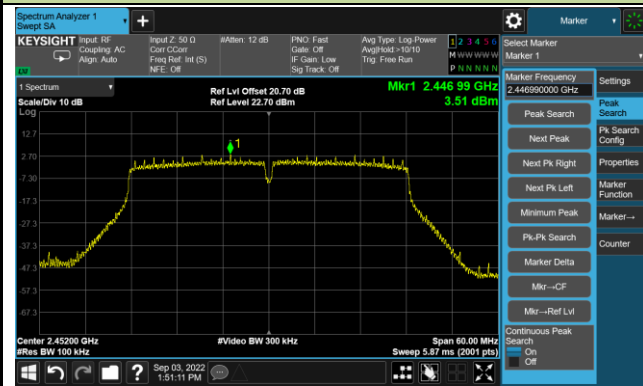 Spectrum Analyzer 1
Swept SA
Marker
KEYSIGHT
Input: RF
Coupling: AC
Align: Auto
Input Z: 50 Ω
Corr CCorr
Freq Ref: Int (S)
NFE: Off
#Atten: 12 dB
PNO: Fast
Gate: Off
IF Gain: Low
Sig Track: Off
Avg Type: Log-Power
Avg|Hold:>10/10
Trig: Free Run
1 2 3 4 5 6
M W W W W W
P N N N N N
LXI
Select Marker
Marker 1
1 Spectrum
Scale/Div 10 dB
Log
Ref Lvl Offset 20.70 dB
Ref Level 22.70 dBm
Mkr1 2.446 99 GHz
3.51 dBm
12.7
2.70
-7.30
-17.3
-27.3
-37.3
-47.3
-57.3
-67.3
1
Center 2.45200 GHz
#Res BW 100 kHz
#Video BW 300 kHz
Span 60.00 MHz
Sweep 5.87 ms (2001 pts)
Marker Frequency
2.446990000 GHz
Peak Search
Next Peak
Next Pk Right
Next Pk Left
Minimum Peak
Pk-Pk Search
Marker Delta
Mkr→CF
Mkr→Ref Lvl
Continuous Peak
Search
On
Off
Settings
Peak
Search
Pk Search
Config
Properties
Marker
Function
Marker→
Counter
Sep 03, 2022
1:51:11 PM